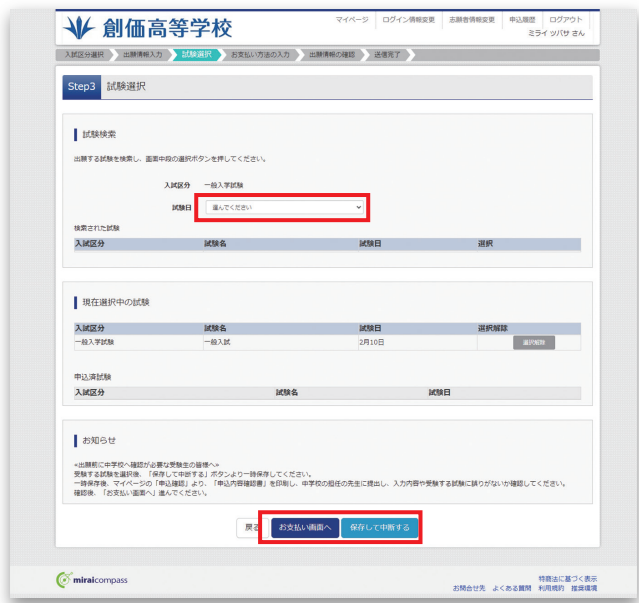 創価高等学校
マイページ ログイン情報変更 志願者情報変更 申込履歴 ログアウト
ミライ ツバサ さん
入試区分選択 出願情報入力 試験選択 お支払い方法の入力 出願情報の確認 送信完了
Step3 試験選択
試験検索
出願する試験を検索し、画面中段の選択ボタンを押してください。
入試区分 一般入学試験
試験日 選んでください
検索された試験
入試区分 試験名 試験日 選択
現在選択中の試験
入試区分 試験名 試験日 選択解除
一般入学試験 一般入試 2月10日 選択解除
申込済試験
入試区分 試験名 試験日
お知らせ
<出願前に中学校へ確認が必要な受験生の皆様へ>
受験する試験を選択後、「保存して中断する」ボタンより一時保存してください。
一時保存後、マイページの「申込確認」より、「申込内容確認書」を印刷し、中学校の担任の先生に提出し、入力内容や受験する試験に誤りがないか確認してください。
確認後、「お支払い画面へ」進んでください。
戻る お支払い画面へ 保存して中断する
miraicompass
特商法に基づく表示
お問合せ先 よくある質問 利用規約 推奨環境